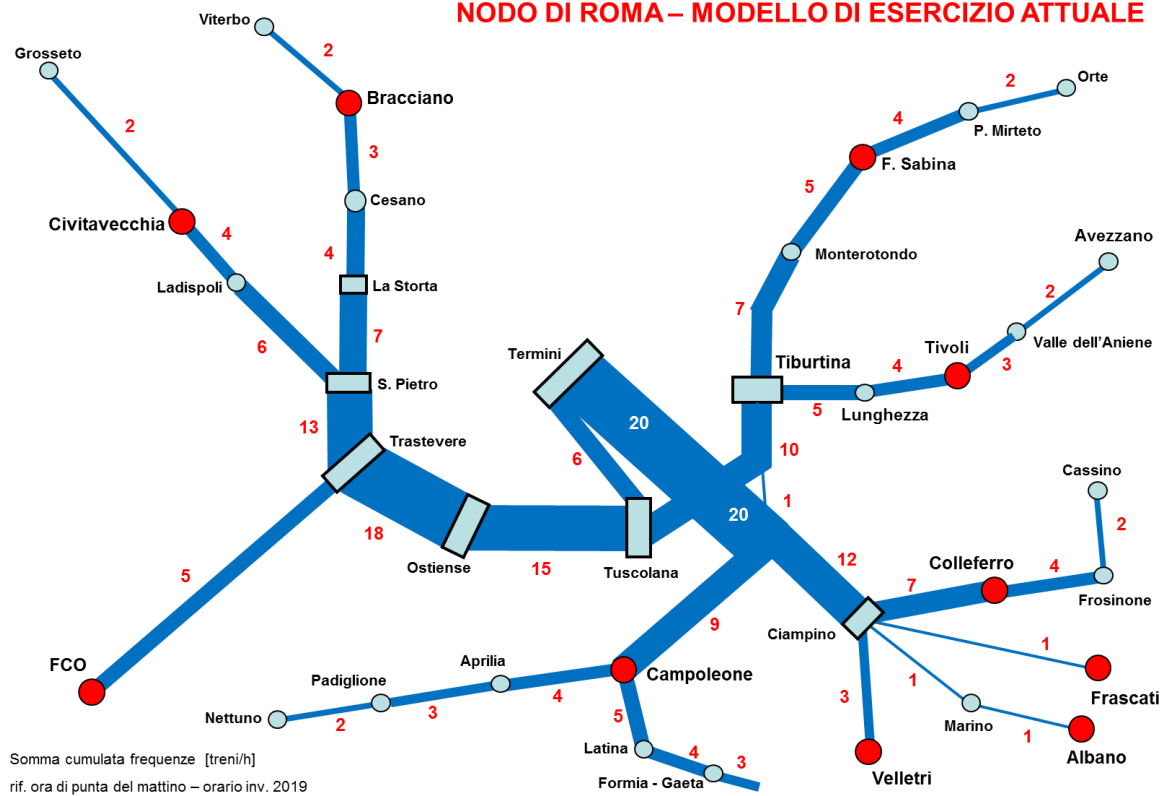 NODO DI ROMA – MODELLO DI ESERCIZIO ATTUALE
Viterbo
2
Grosseto
Bracciano
2
3
Cesano
Civitavecchia
4
4
Ladispoli
La Storta
6
7
S. Pietro
13
Trastevere
18
Ostiense
15
Tuscolana
5
FCO
Termini
6
20
20
Orte
2
4
P. Mirteto
F. Sabina
5
Monterotondo
7
Avezzano
2
Valle dell'Aniene
3
Tivoli
4
Lunghezza
5
Tiburtina
10
1
12
Ciampino
7
Colleferro
4
Frosinone
2
Cassino
1
Frascati
1
Marino
1
Albano
3
Velletri
9
Campoleone
4
Aprilia
3
Padiglione
2
Nettuno
5
Latina
4
3
Formia - Gaeta
Somma cumulata frequenze [treni/h]
rif. ora di punta del mattino – orario inv. 2019